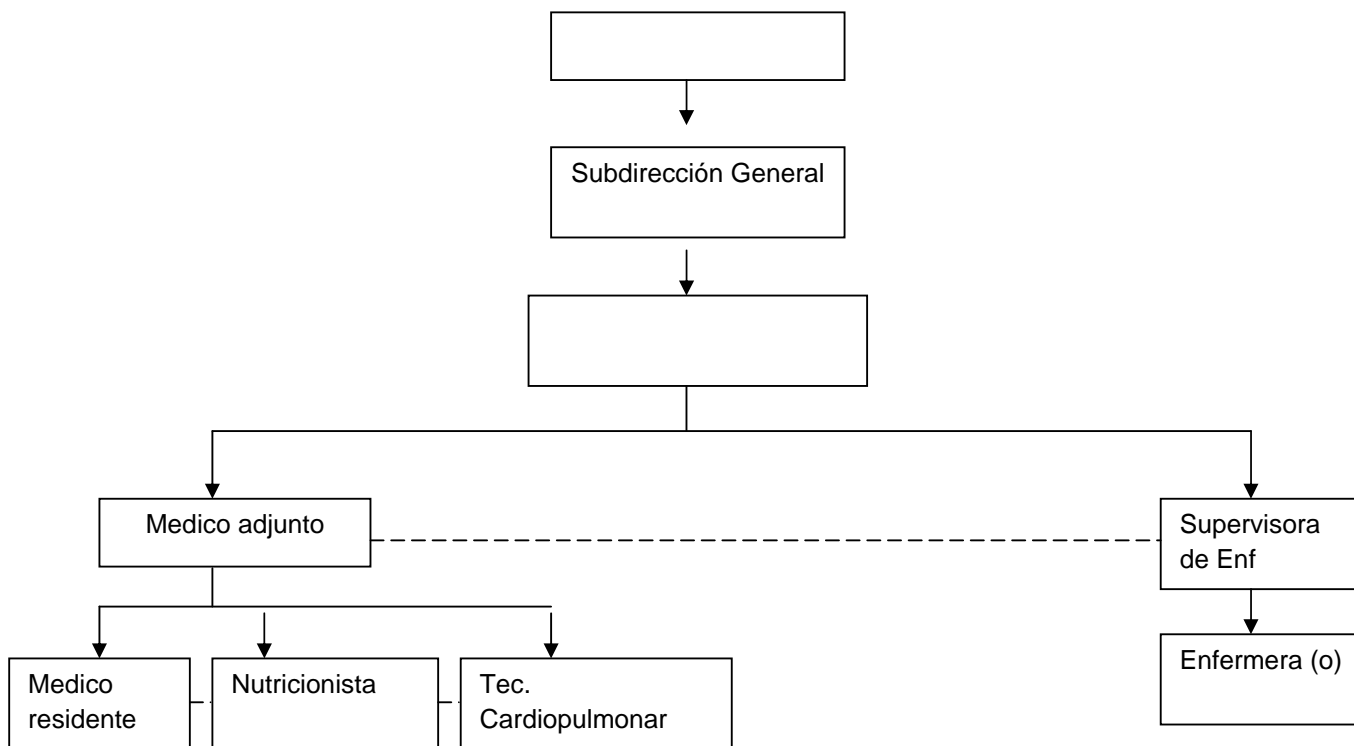 Subdirección General
Medico adjunto
Supervisora
de Enf
Medico
residente
Nutricionista
Tec.
Cardiopulmonar
Enfermera (o)